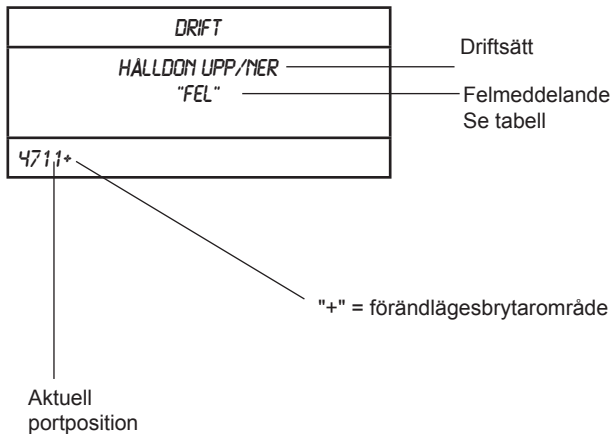 DRIFT
HÅLLDON UPP/NER
"FEL"
4711+
Driftsätt
Felmeddelande
Se tabell
"+" = förändlägesbrytarområde
Aktuell
portposition